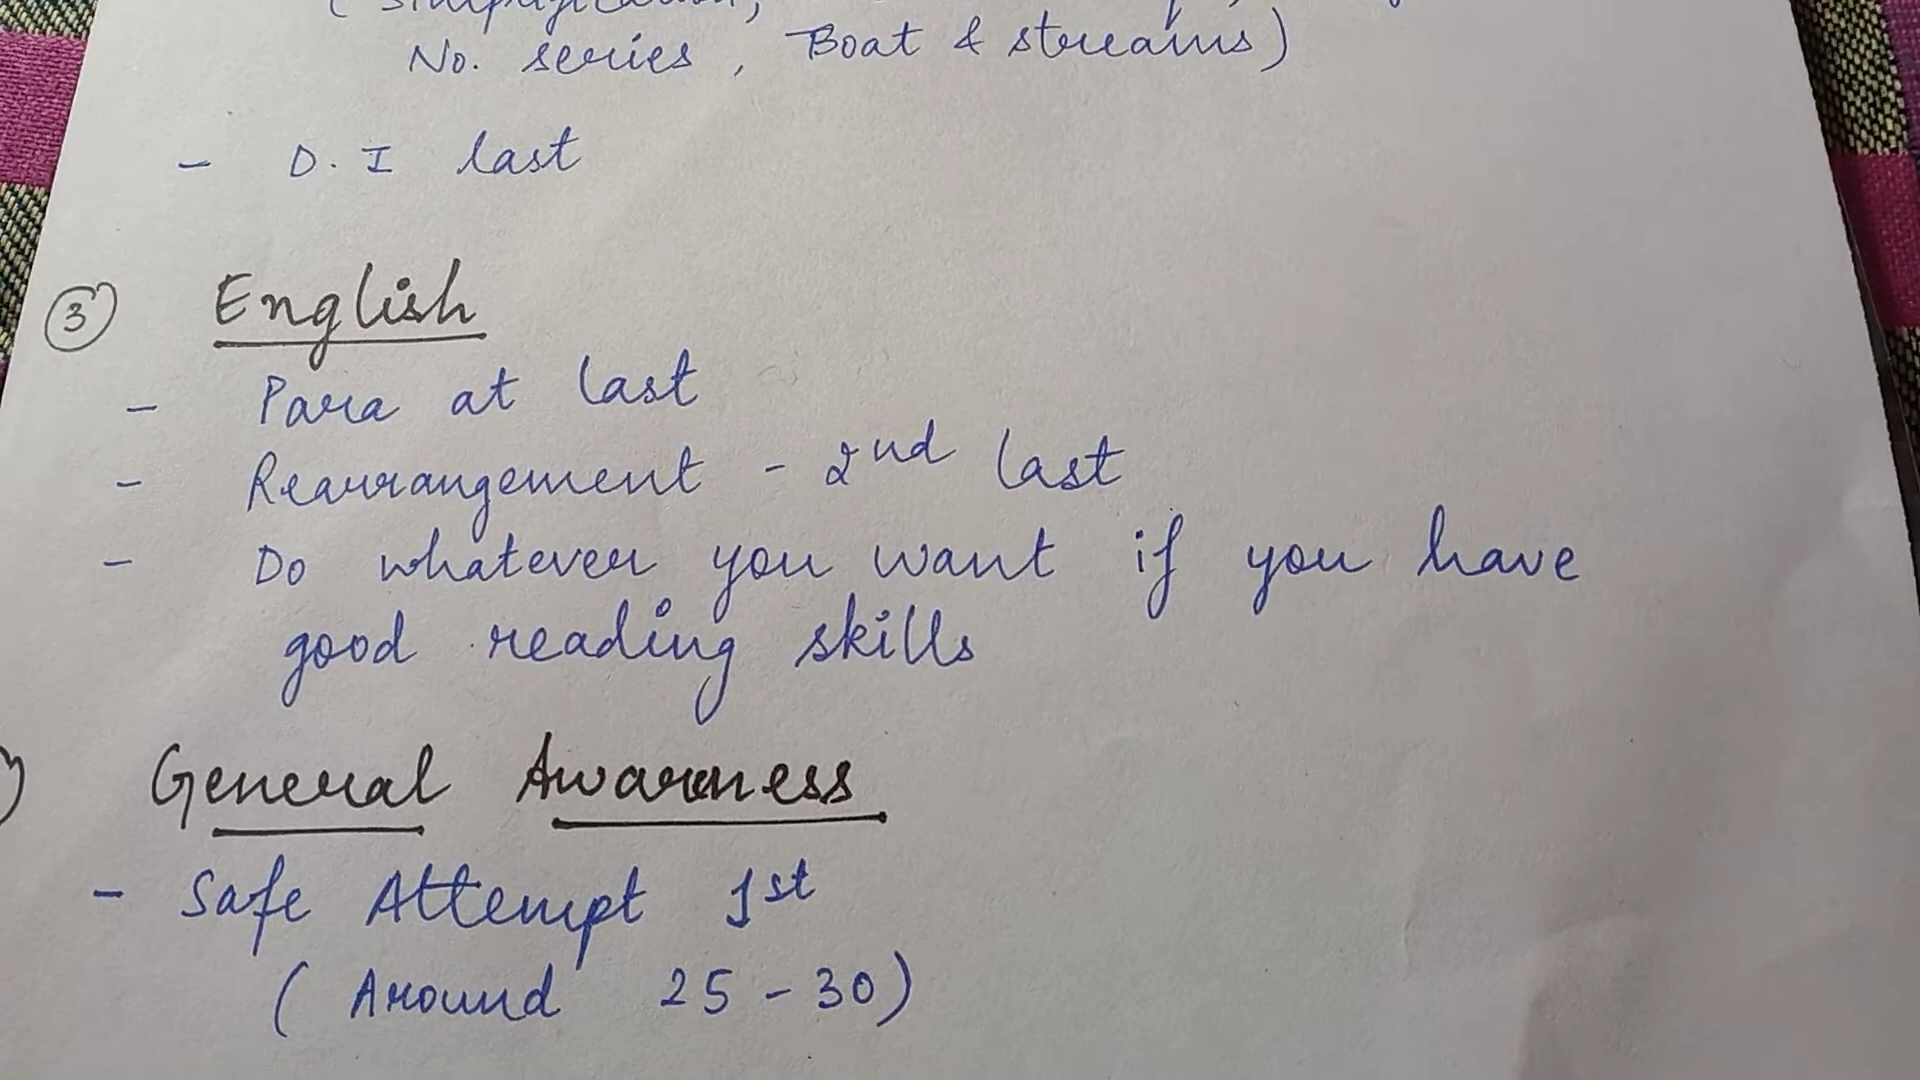 No. series, Boat & streams)
- D.I last
③ English
- Para at last
- Rearrangement - 2nd last
- Do whatever you want if you have
good reading skills
General Awareness
- Safe Attempt 1st
(Around 25-30)